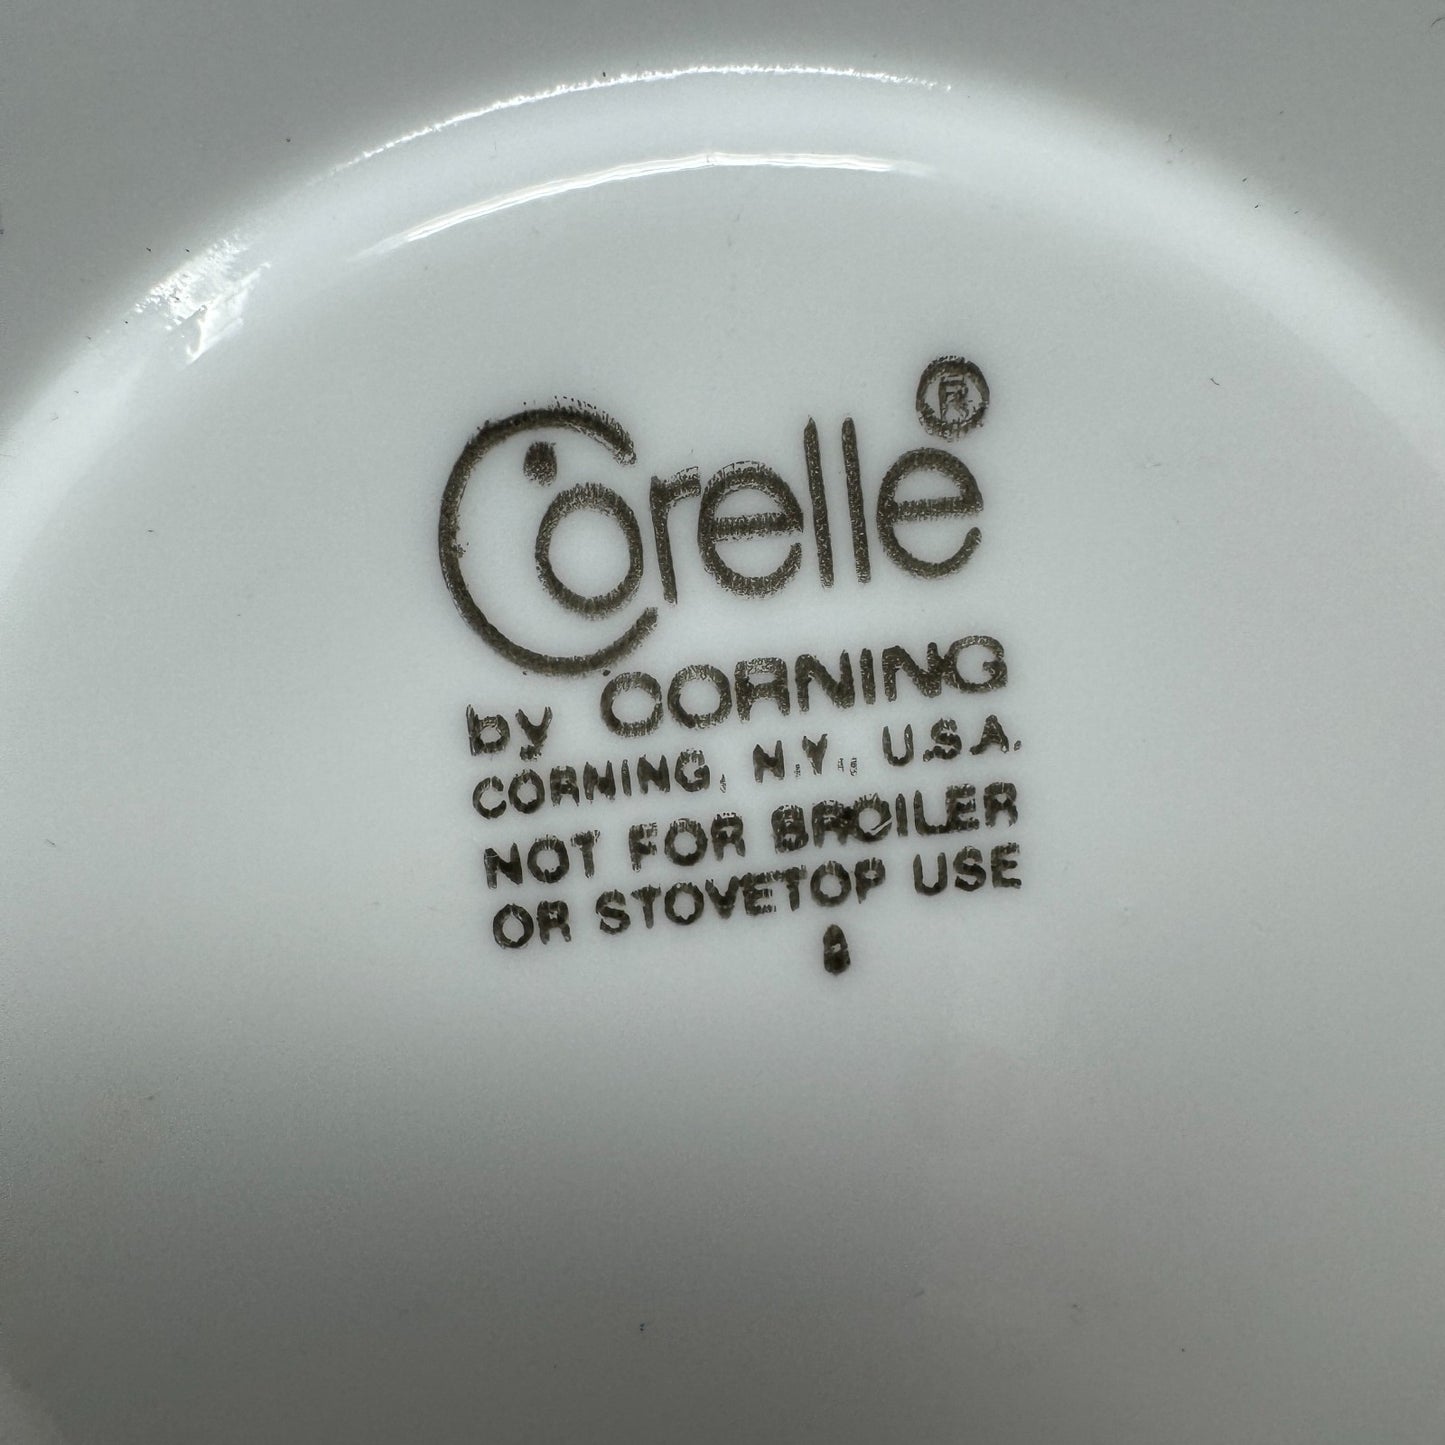 Corelle®
by CORNING
CORNING, N.Y., U.S.A.
NOT FOR BROILER
OR STOVETOP USE